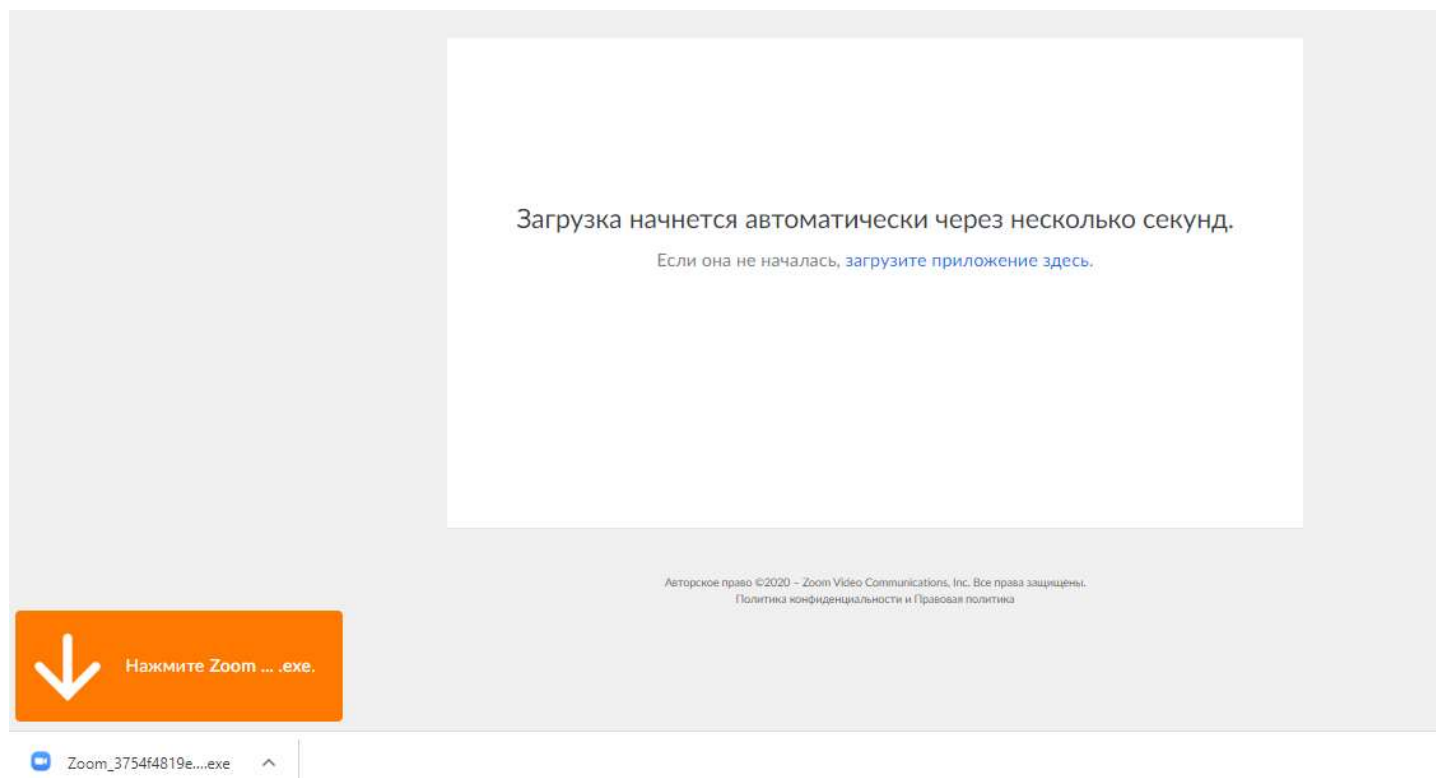 Загрузка начнется автоматически через несколько секунд.
Если она не началась, загрузите приложение здесь.
Авторское право ©2020 – Zoom Video Communications, Inc. Все права защищены.
Политика конфиденциальности и Правовая политика
Нажмите Zoom ... .exe.
Zoom_3754f4819e....exe